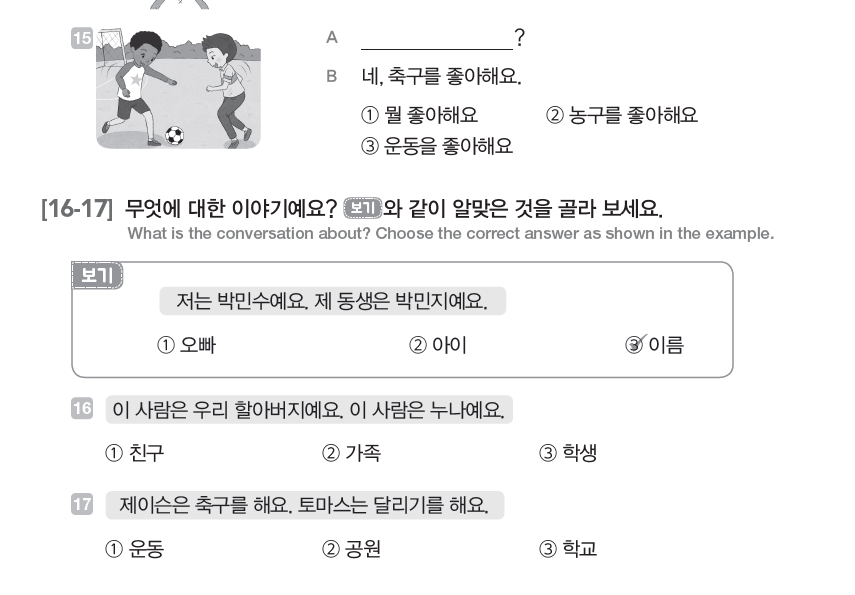 15
A ____________?
B 네, 축구를 좋아해요.
① 뭘 좋아해요 ② 농구를 좋아해요
③ 운동을 좋아해요
[16-17] 무엇에 대한 이야기예요? 보기와 같이 알맞은 것을 골라 보세요.
What is the conversation about? Choose the correct answer as shown in the example.
보기
저는 박민수예요. 제 동생은 박민지예요.
① 오빠 ② 아이 ③ 이름
16 이 사람은 우리 할아버지예요. 이 사람은 누나예요.
① 친구 ② 가족 ③ 학생
17 제이슨은 축구를 해요. 토마스는 달리기를 해요.
① 운동 ② 공원 ③ 학교